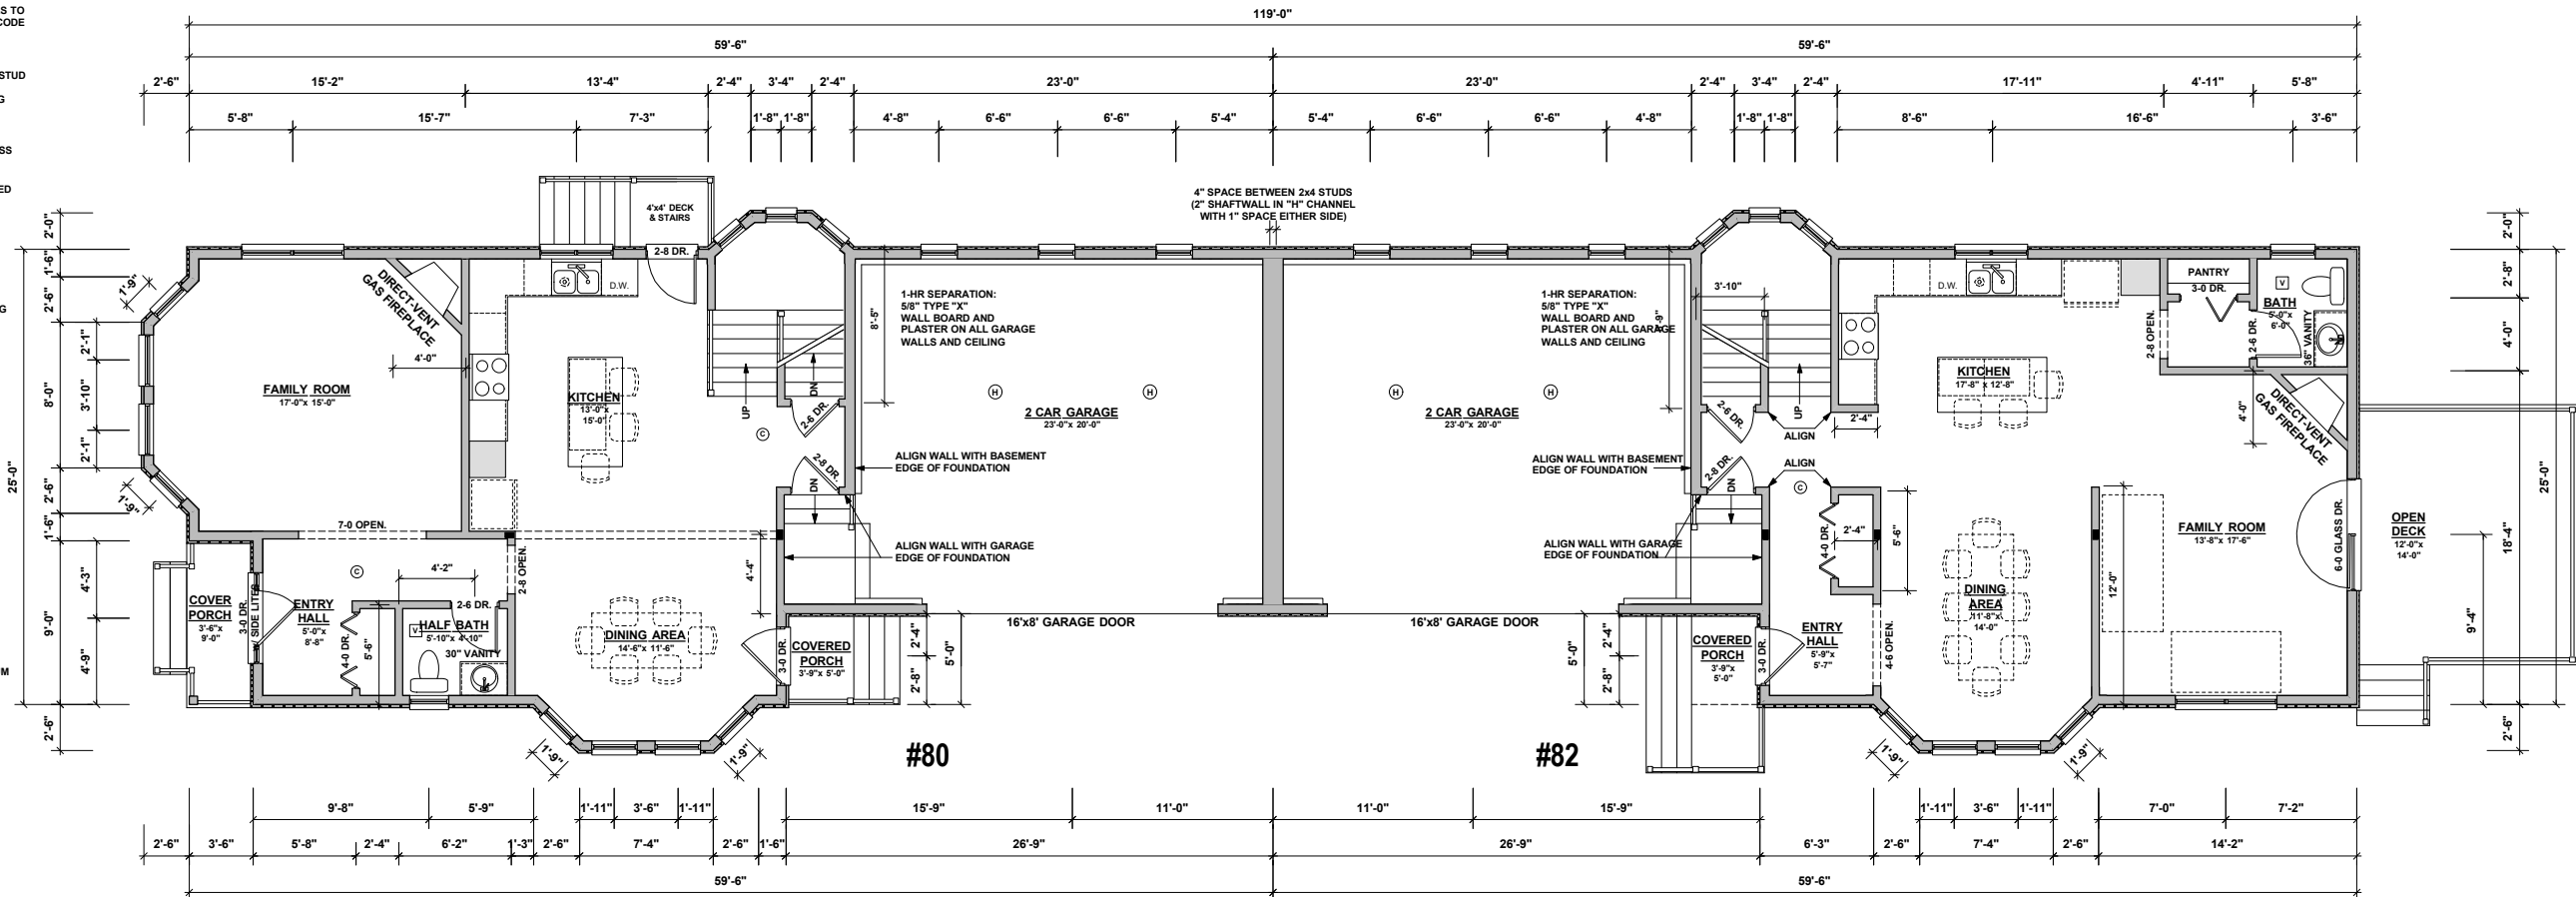 S TO
CODE
STUD
G
SS
ED
G
M
119'-0"
59'-6"
59'-6"
2'-6"
15'-2"
13'-4"
2'-4"
3'-4"
2'-4"
23'-0"
23'-0"
2'-4"
3'-4"
2'-4"
17'-11"
4'-11"
5'-8"
5'-8"
15'-7"
7'-3"
1'-8"
1'-8"
4'-8"
6'-6"
6'-6"
5'-4"
5'-4"
6'-6"
6'-6"
4'-8"
1'-8"
1'-8"
8'-6"
16'-6"
3'-6"
4" SPACE BETWEEN 2x4 STUDS
(2" SHAFTWALL IN "H" CHANNEL
WITH 1" SPACE EITHER SIDE)
25'-0"
2'-0"
1'-6"
2'-6"
8'-0"
2'-6"
1'-6"
9'-0"
2'-6"
2'-1"
3'-10"
2'-1"
4'-3"
4'-9"
1'-9"
1'-9"
4'x4' DECK
& STAIRS
2-8 DR.
DIRECT-VENT
GAS FIREPLACE
4'-0"
FAMILY ROOM
17'-0"x 15'-0"
7-0 OPEN.
D.W.
KITCHEN
13'-0"x
15'-0"
UP
DN
2-6 DR.
C
2-8 DR.
DN
8'-5"
1-HR SEPARATION:
5/8" TYPE "X"
WALL BOARD AND
PLASTER ON ALL GARAGE
WALLS AND CEILING
H
H
2 CAR GARAGE
23'-0"x 20'-0"
ALIGN WALL WITH BASEMENT
EDGE OF FOUNDATION
ALIGN WALL WITH GARAGE
EDGE OF FOUNDATION
16'x8' GARAGE DOOR
COVER
PORCH
3'-6"x
9'-0"
3-0 DR.
W/ SIDE LITES
ENTRY
HALL
5'-0"x
8'-8"
C
4'-2"
4-0 DR.
5'-6"
2-6 DR.
2-8 OPEN.
HALF BATH
5'-10"x 4'-10"
V
30" VANITY
4'-4"
DINING AREA
14'-6"x 11'-6"
3-0 DR.
COVERED
PORCH
3'-9"x 5'-0"
2'-4"
2'-8"
5'-0"
1'-9"
1'-9"
#80
1-HR SEPARATION:
5/8" TYPE "X"
WALL BOARD AND
PLASTER ON ALL GARAGE
WALLS AND CEILING
H
H
2 CAR GARAGE
23'-0"x 20'-0"
ALIGN WALL WITH BASEMENT
EDGE OF FOUNDATION
ALIGN WALL WITH GARAGE
EDGE OF FOUNDATION
16'x8' GARAGE DOOR
3'-10"
2-6 DR.
2-8 DR.
DN
UP
ALIGN
ALIGN
C
2'-4"
D.W.
KITCHEN
17'-8" x 12'-8"
2-8 OPEN.
PANTRY
3-0 DR.
V
BATH
5'-0"x
6'-0"
2-6 DR.
36" VANITY
4'-0"
DIRECT-VENT
GAS FIREPLACE
4-0 DR.
2'-4"
5'-6"
4-6 OPEN.
DINING
AREA
11'-8"x
14'-0"
12'-0"
FAMILY ROOM
13'-8"x 17'-6"
6-0 GLASS DR.
OPEN
DECK
12'-0"x
14'-0"
9'-4"
2'-0"
2'-8"
4'-0"
18'-4"
2'-6"
25'-0"
5'-0"
2'-4"
2'-8"
COVERED
PORCH
3'-9"x
5'-0"
3-0 DR.
ENTRY
HALL
5'-9"x
5'-7"
1'-9"
1'-9"
#82
9'-8"
5'-9"
1'-11"
3'-6"
1'-11"
15'-9"
11'-0"
11'-0"
15'-9"
1'-11"
3'-6"
1'-11"
7'-0"
7'-2"
2'-6"
3'-6"
5'-8"
2'-4"
6'-2"
1'-3"
2'-6"
7'-4"
2'-6"
1'-6"
26'-9"
26'-9"
6'-3"
2'-6"
7'-4"
2'-6"
14'-2"
59'-6"
59'-6"